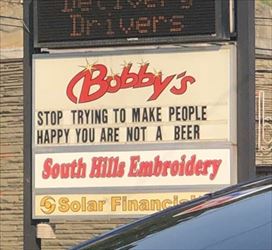 Delivery
Drivers
Bobby's
STOP TRYING TO MAKE PEOPLE
HAPPY YOU ARE NOT A BEER
South Hills Embroidery
Solar Financial